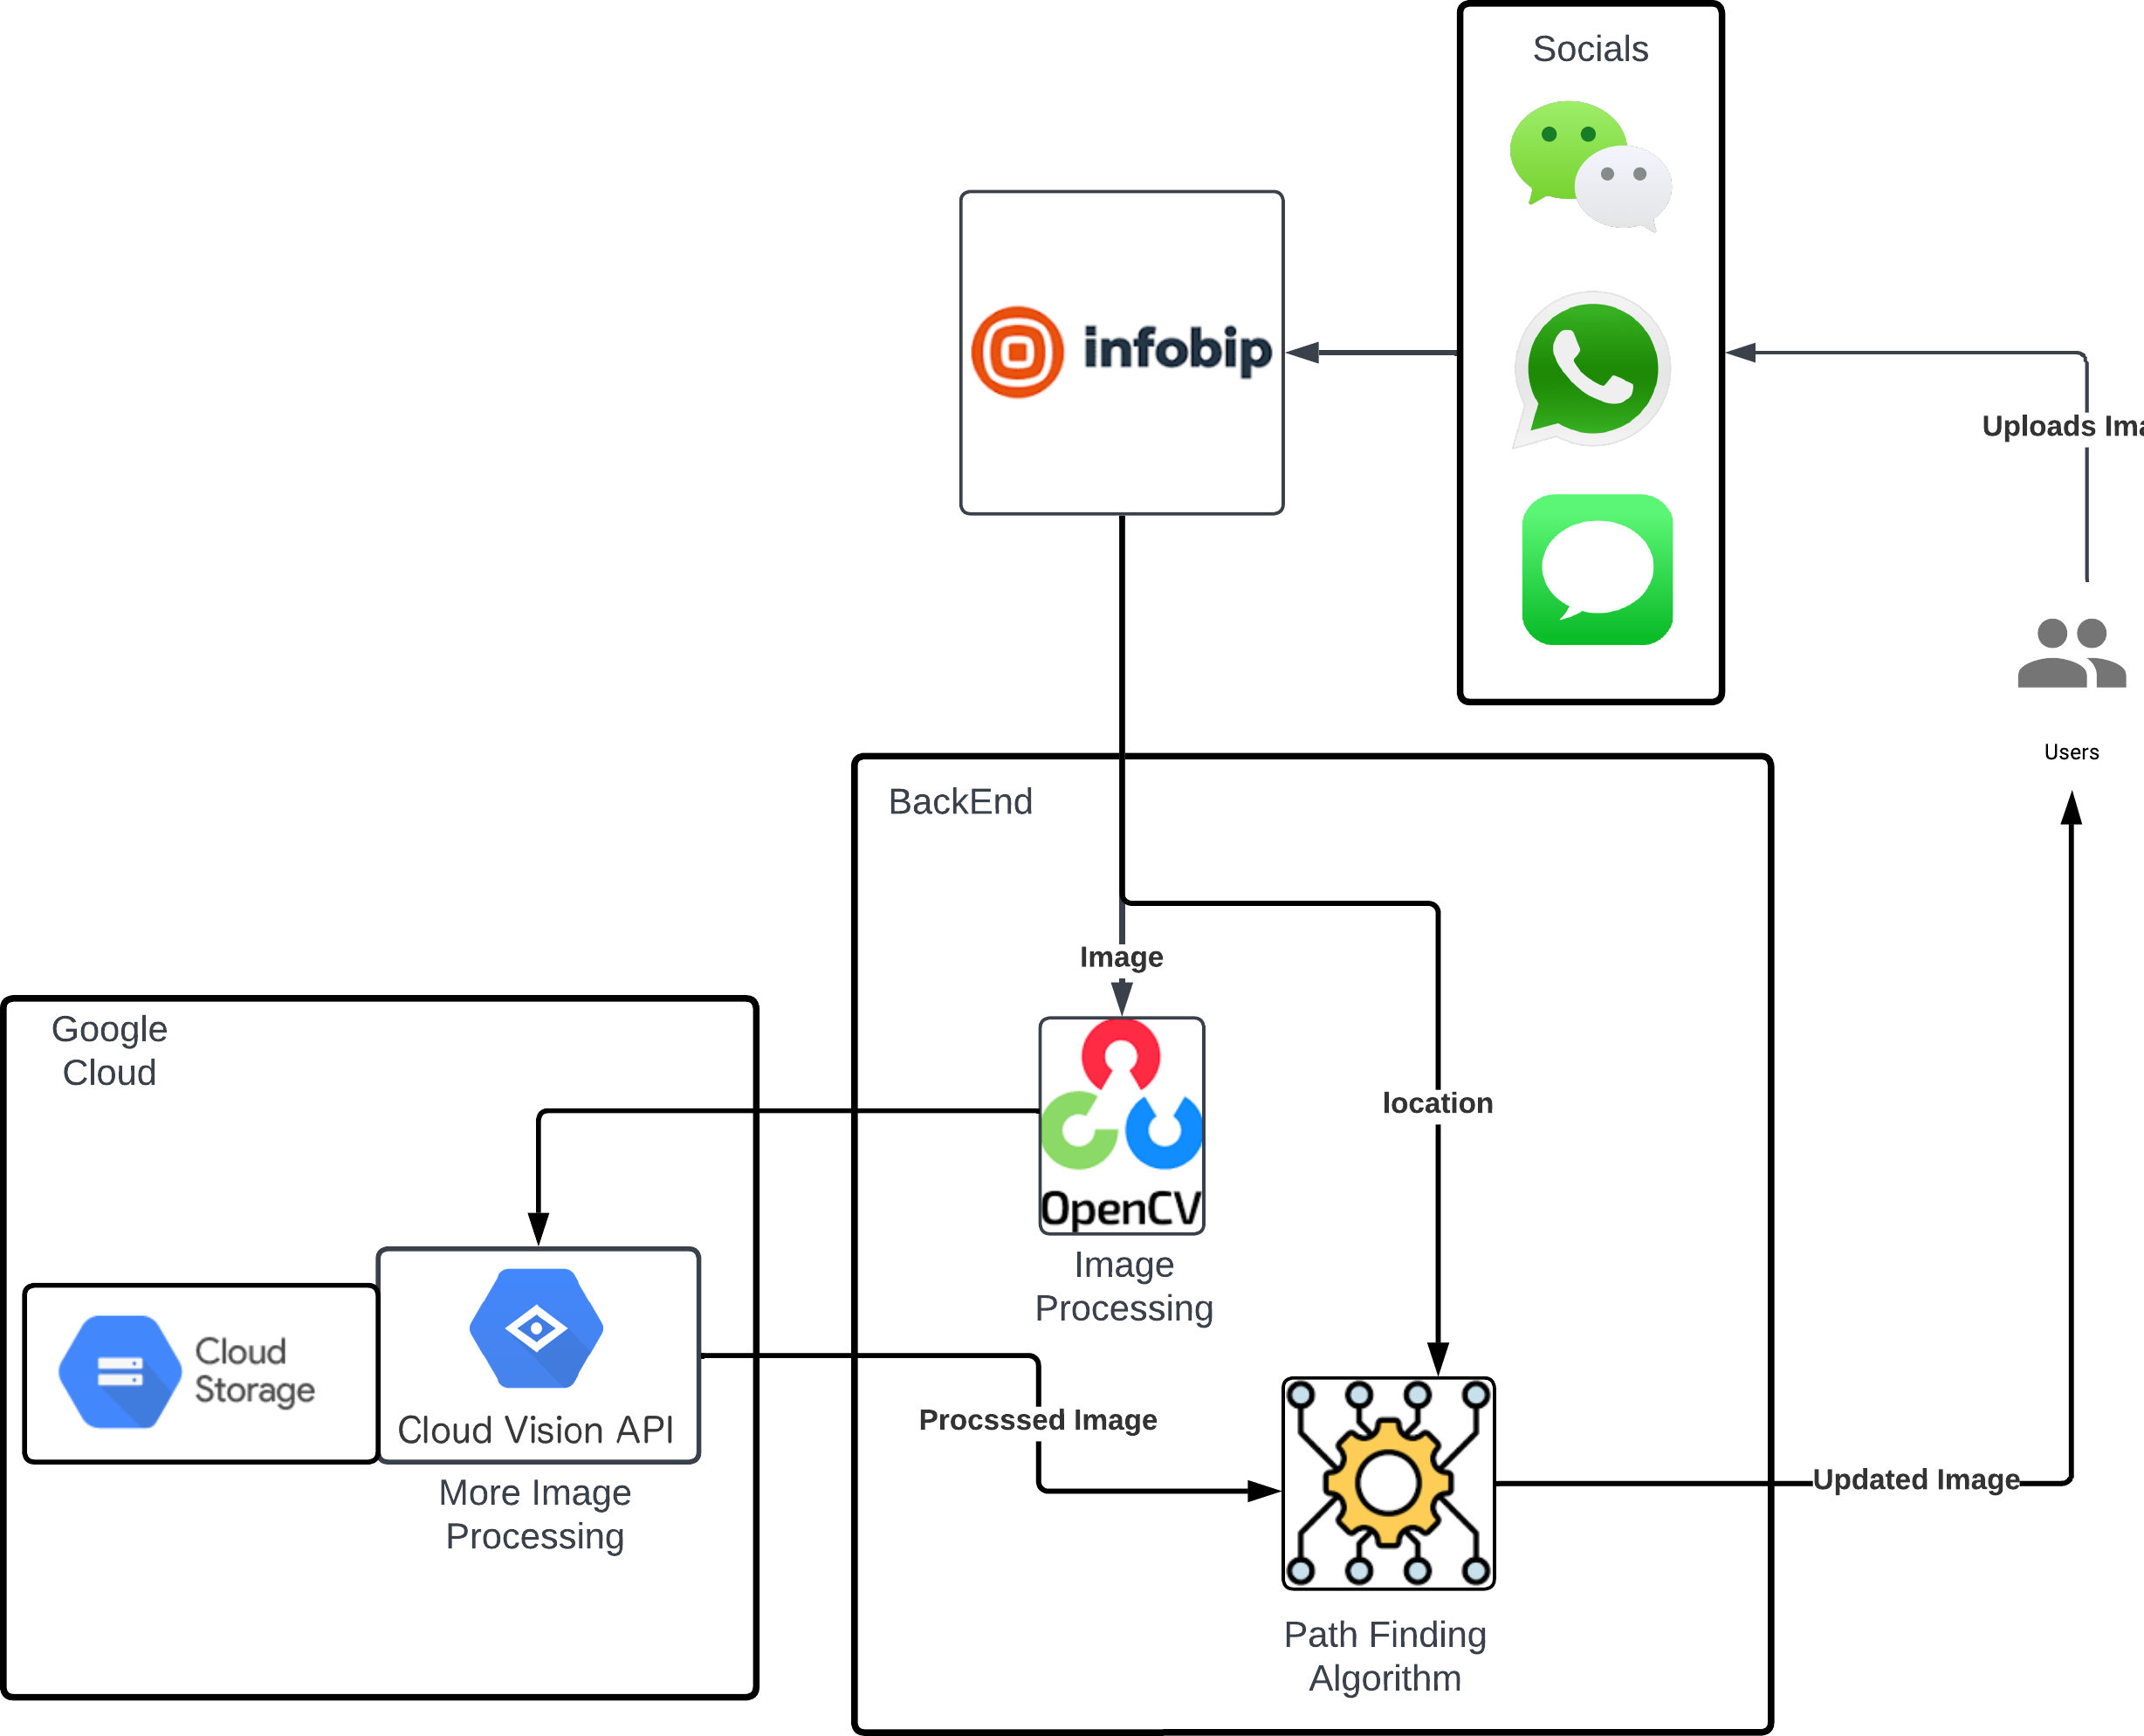 Socials
infobip
Uploads Ima
Users
BackEnd
Image
location
Google
Cloud
OpenCV
Image
Processing
Cloud
Storage
Cloud Vision API
More Image
Processing
Procsssed Image
Updated Image
Path Finding
Algorithm